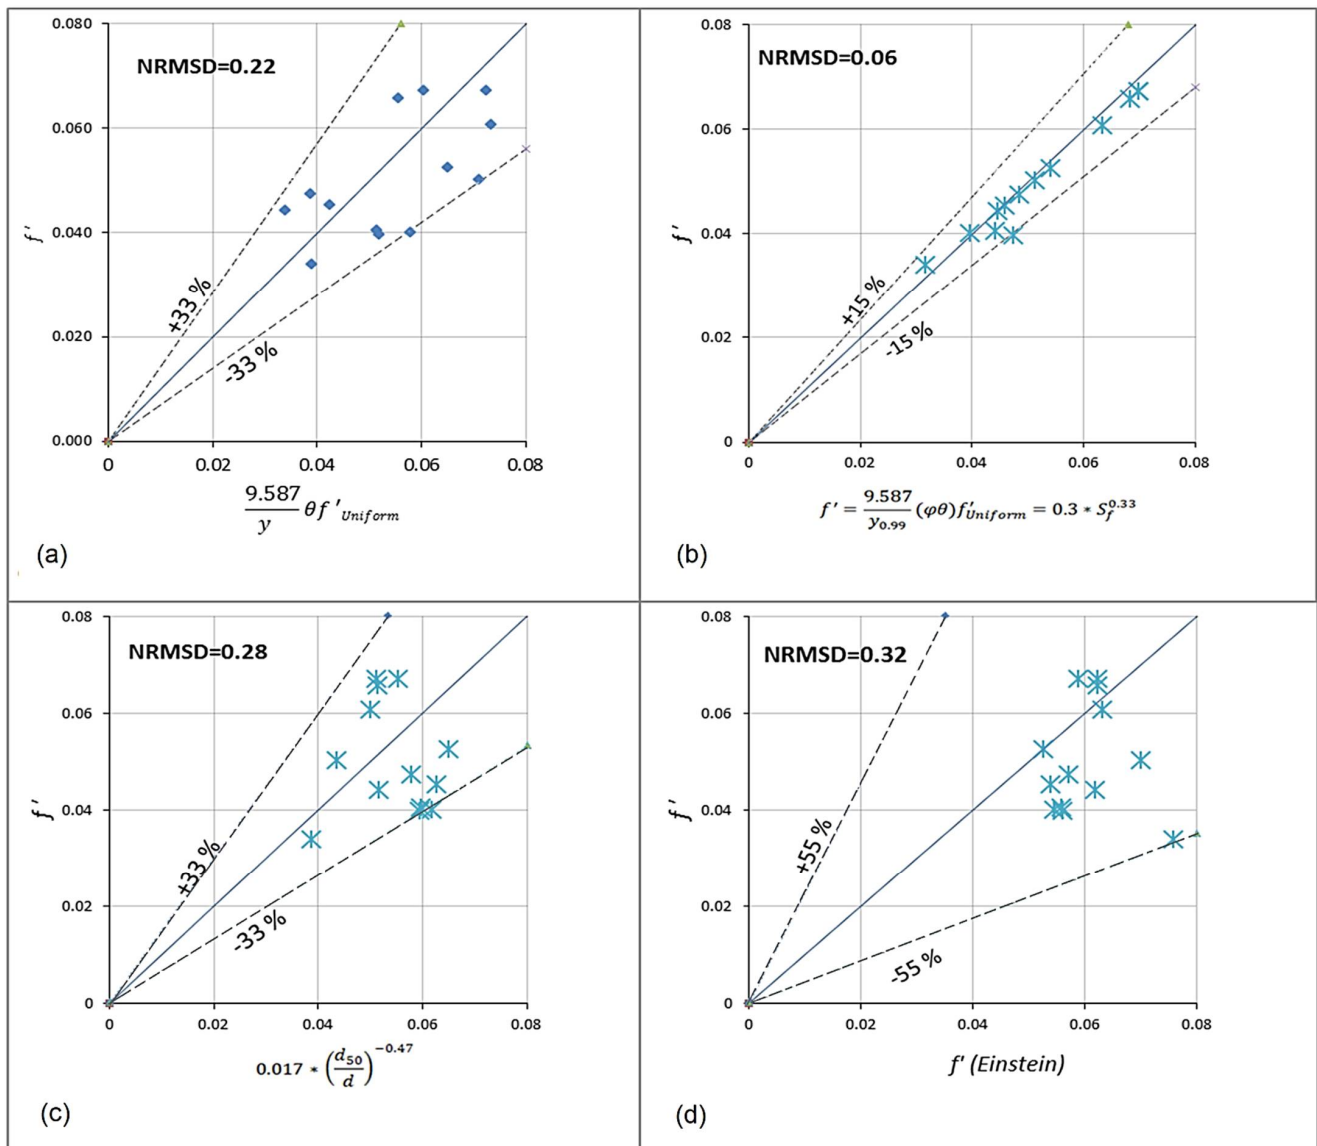 0.080
0.060
0.040
0.020
0.000
f'
NRMSD=0.22
+33 %
-33 %
0 0.02 0.04 0.06 0.08
9.587/y θf'Uniform
(a)
0.08
0.06
0.04
0.02
0
f'
NRMSD=0.06
+15 %
-15 %
0 0.02 0.04 0.06 0.08
f' = 9.587/y0.99 (φθ)f'Uniform = 0.3 * Sf^0.33
(b)
0.08
0.06
0.04
0.02
0
f'
NRMSD=0.28
+33 %
-33 %
0 0.02 0.04 0.06 0.08
0.017 * (d50/d)^-0.47
(c)
0.08
0.06
0.04
0.02
0
f'
NRMSD=0.32
+55 %
-55 %
0 0.02 0.04 0.06 0.08
f' (Einstein)
(d)